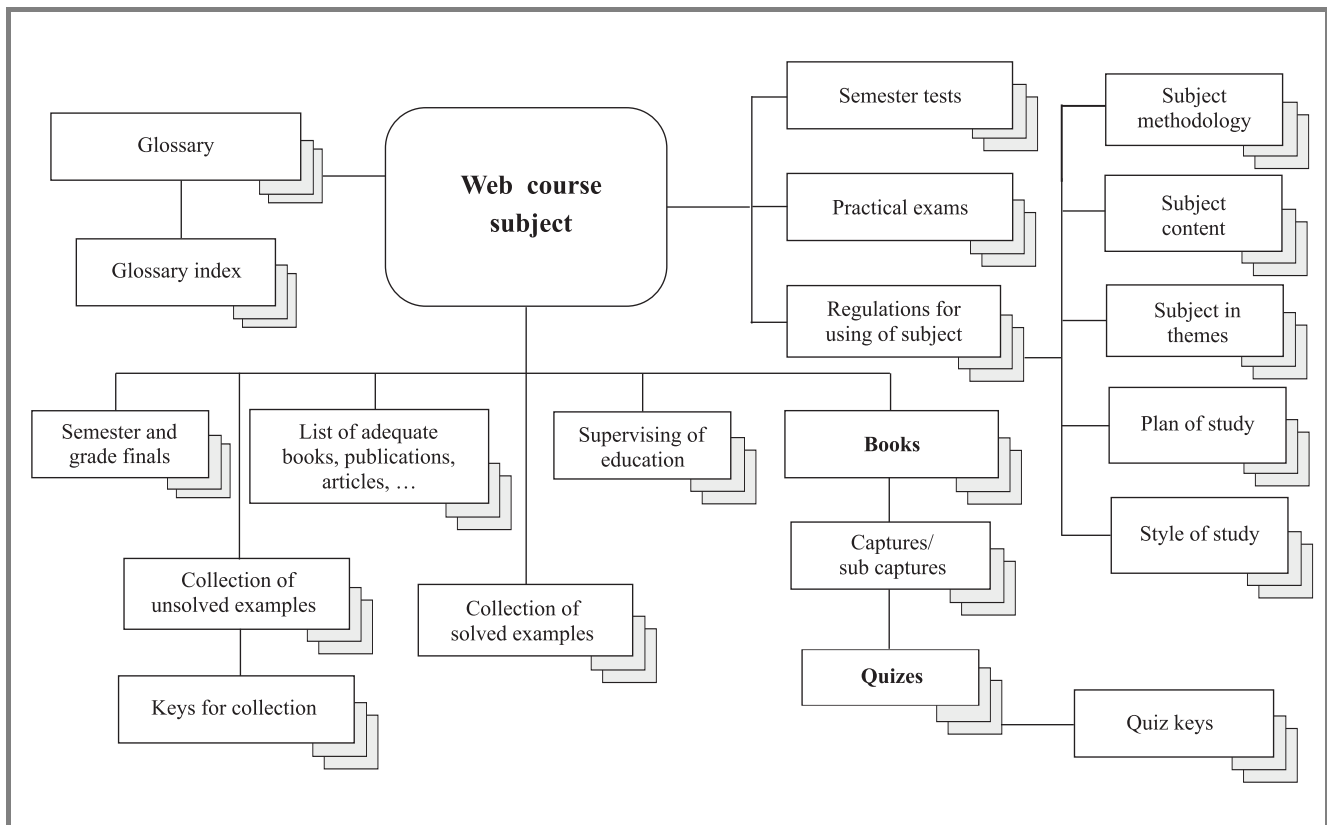 Glossary
Glossary index
Web course
subject
Semester tests
Practical exams
Regulations for
using of subject
Subject
methodology
Subject
content
Subject in
themes
Plan of study
Style of study
Semester and
grade finals
List of adequate
books, publications,
articles, …
Supervising of
education
Books
Captures/
sub captures
Collection of
unsolved examples
Collection of
solved examples
Keys for collection
Quizes
Quiz keys